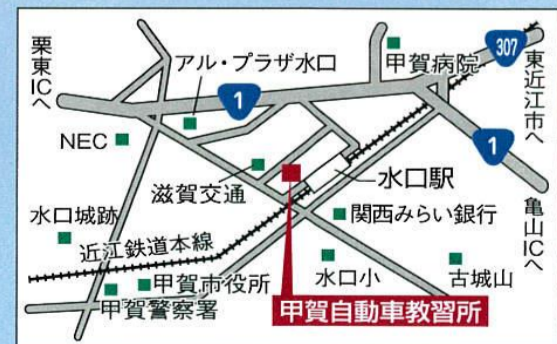 栗東ICへ
アル・プラザ水口
甲賀病院
307
東近江市へ
1
NEC
滋賀交通
水口駅
1
亀山ICへ
水口城跡
近江鉄道本線
関西みらい銀行
甲賀市役所
水口小
古城山
甲賀警察署
甲賀自動車教習所